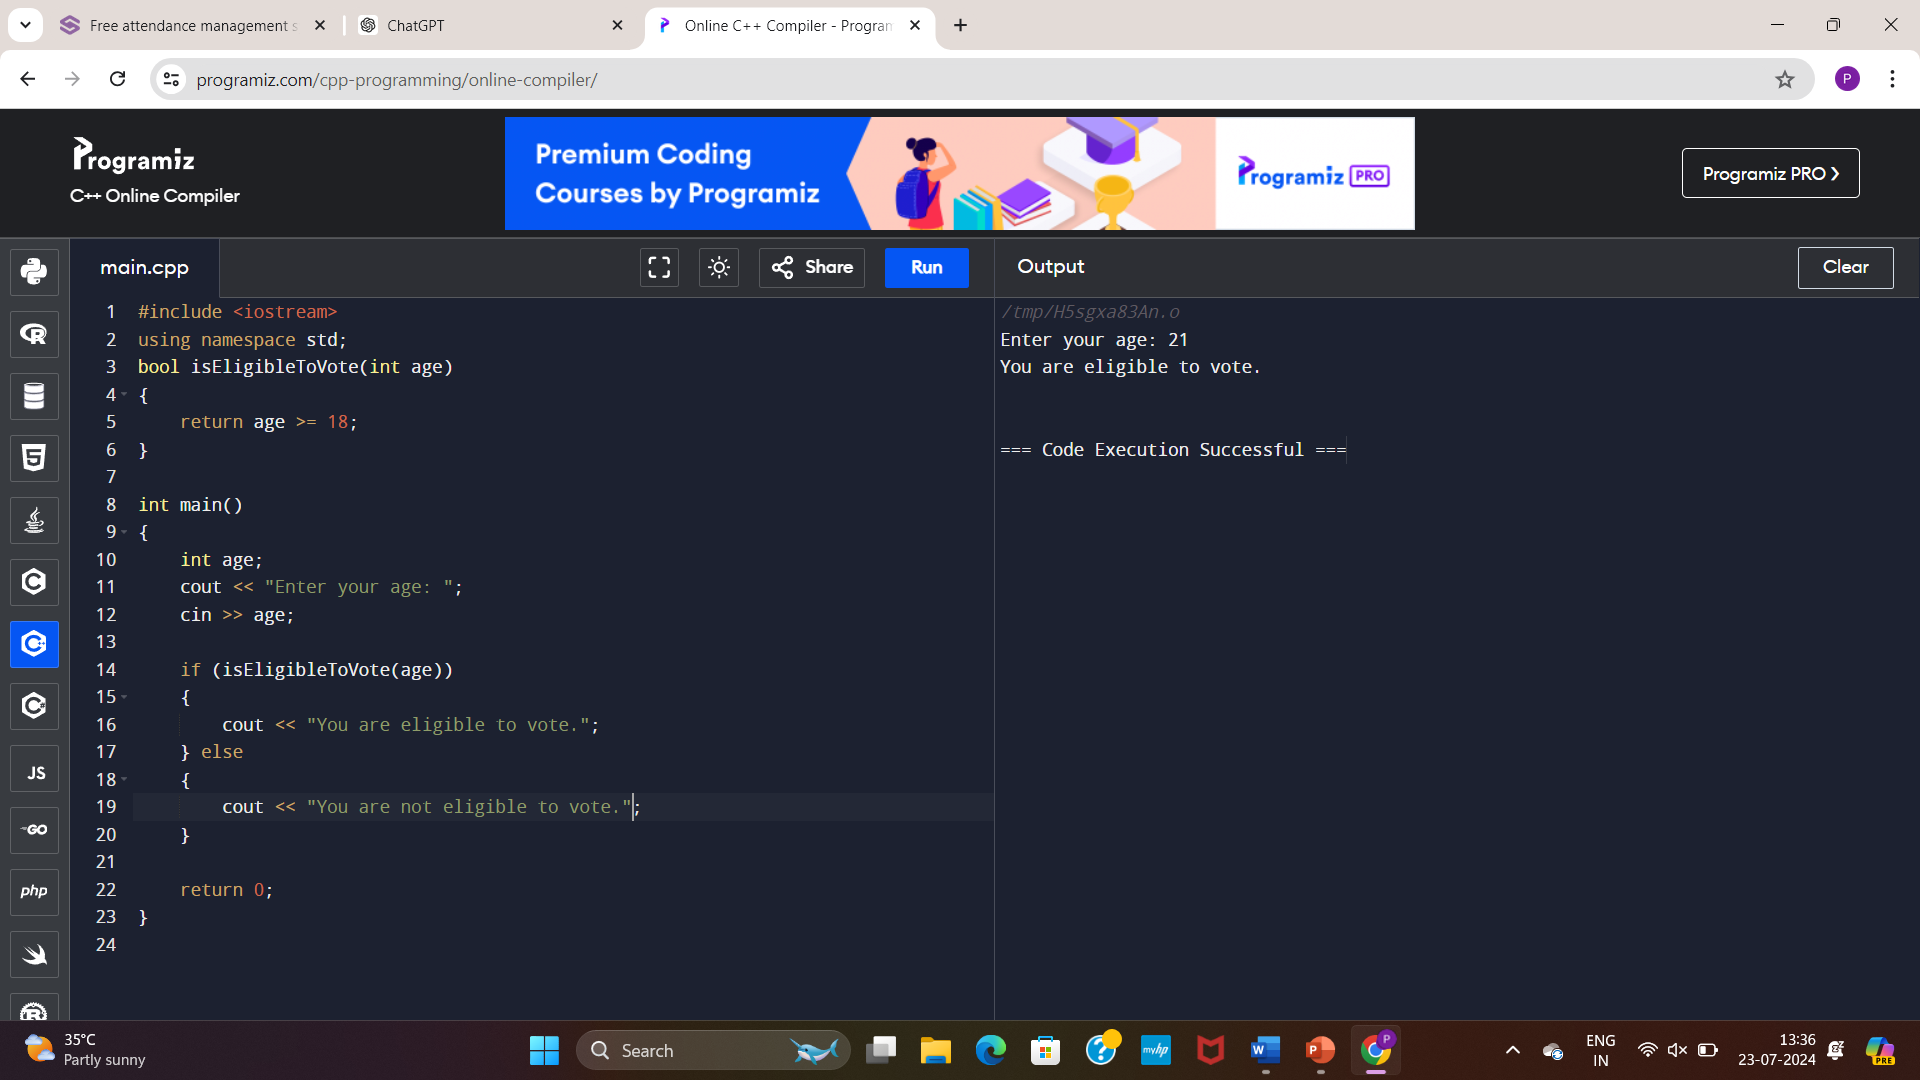 Free attendance management s
ChatGPT
Online C++ Compiler - Program
programiz.com/cpp-programming/online-compiler/
P
Programiz
C++ Online Compiler
Premium Coding
Courses by Programiz
Programiz PRO
Programiz PRO
main.cpp
Share
Run
Output
Clear
1 #include <iostream>
2 using namespace std;
3 bool isEligibleToVote(int age)
4 {
5     return age >= 18;
6 }
7
8 int main()
9 {
10     int age;
11     cout << "Enter your age: ";
12     cin >> age;
13
14     if (isEligibleToVote(age))
15     {
16         cout << "You are eligible to vote.";
17     } else
18     {
19         cout << "You are not eligible to vote.";
20     }
21
22     return 0;
23 }
24
/tmp/H5sgxa83An.o
Enter your age: 21
You are eligible to vote.
=== Code Execution Successful ===
JS
GO
php
35°C
Partly sunny
Search
myhp
ENG
IN
13:36
23-07-2024
PRE